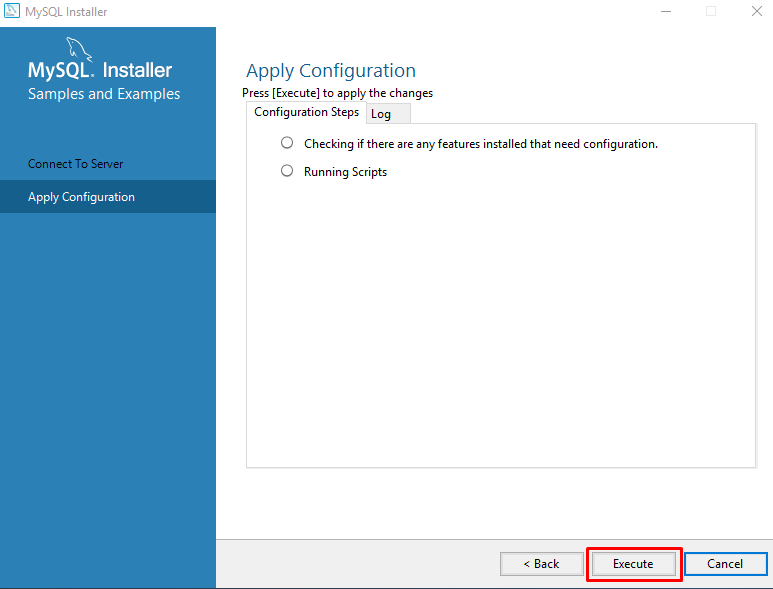 MySQL Installer
MySQL. Installer
Samples and Examples
Connect To Server
Apply Configuration
Apply Configuration
Press [Execute] to apply the changes
Configuration Steps
Log
Checking if there are any features installed that need configuration.
Running Scripts
< Back
Execute
Cancel